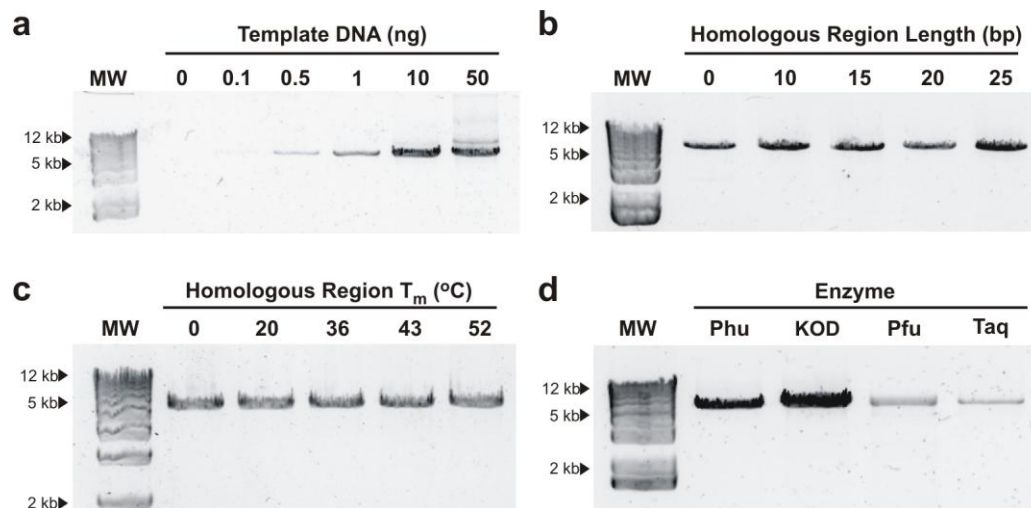 a
Template DNA (ng)
MW 0 0.1 0.5 1 10 50
12 kb
5 kb
2 kb
b
Homologous Region Length (bp)
MW 0 10 15 20 25
12 kb
5 kb
2 kb
c
Homologous Region Tm (oC)
MW 0 20 36 43 52
12 kb
5 kb
2 kb
d
Enzyme
MW Phu KOD Pfu Taq
12 kb
5 kb
2 kb